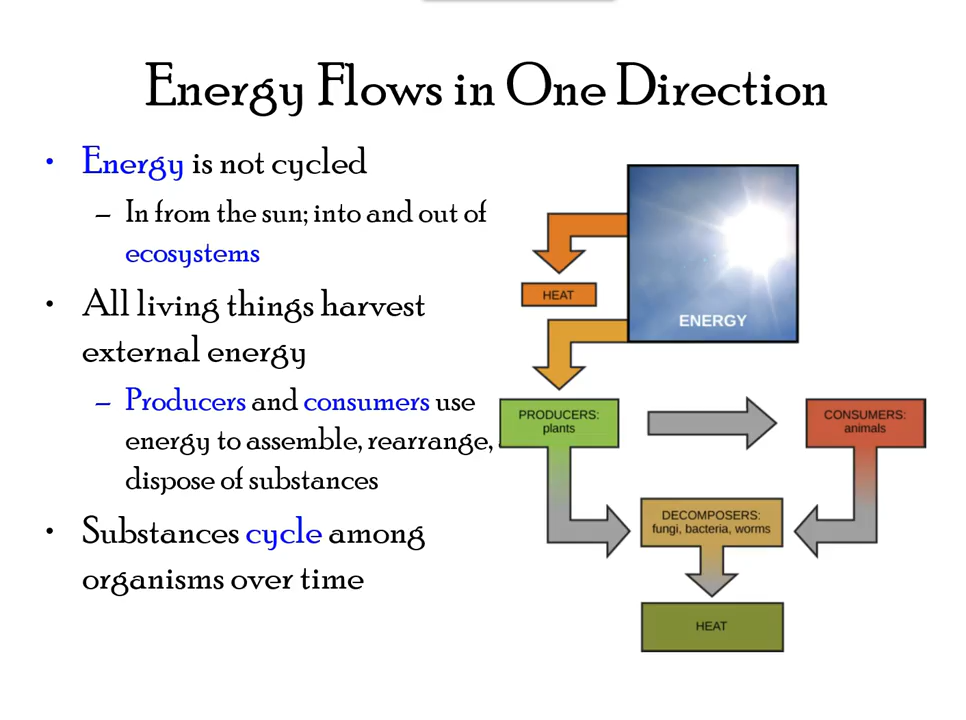 Energy Flows in One Direction
• Energy is not cycled
– In from the sun; into and out of
ecosystems
• All living things harvest
external energy
– Producers and consumers use
energy to assemble, rearrange,
dispose of substances
• Substances cycle among
organisms over time
ENERGY
HEAT
PRODUCERS:
plants
CONSUMERS:
animals
DECOMPOSERS:
fungi, bacteria, worms
HEAT